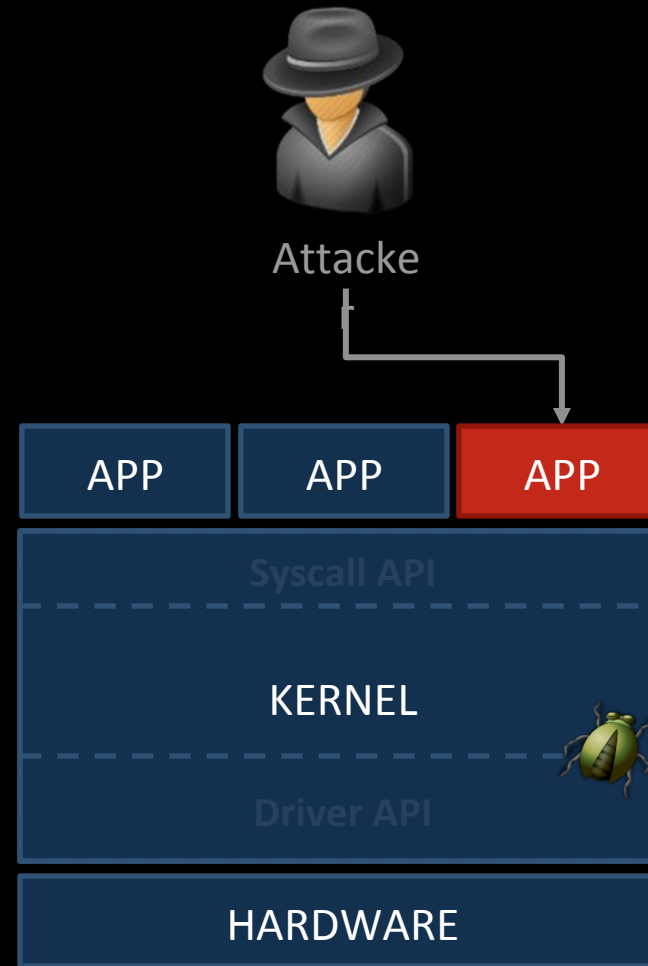 Attacke
r
APP APP APP
Syscall API
KERNEL
Driver API
HARDWARE